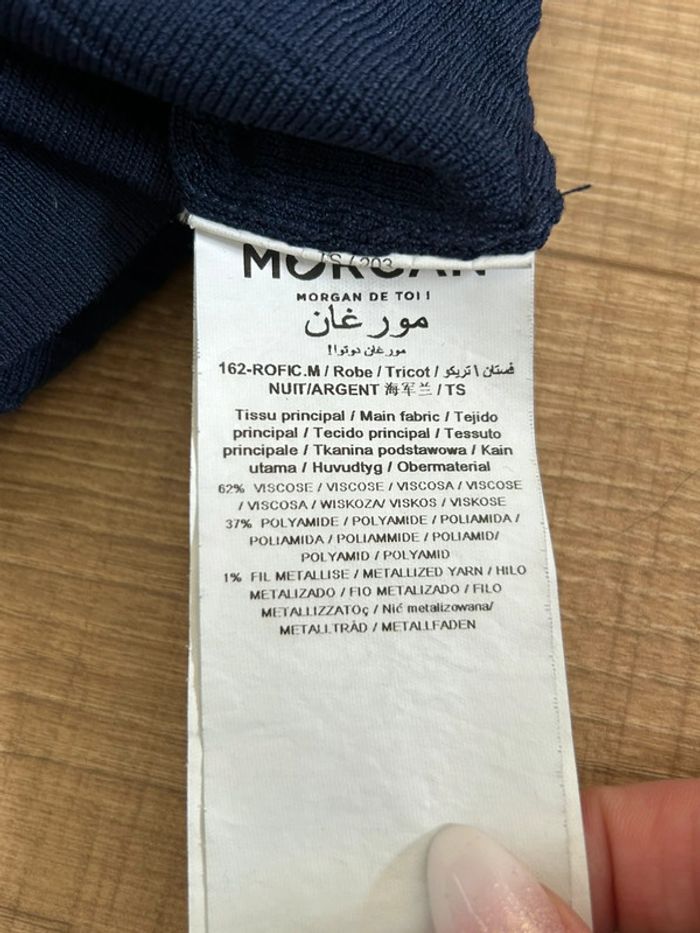 TS / 203
MORGAN
MORGAN DE TOI !
مورغان
مورغان دوتوا!
162-ROFIC.M / Robe / Tricot / فستان \ تريكو
NUIT/ARGENT 海军兰 / TS
Tissu principal / Main fabric / Tejido
principal / Tecido principal / Tessuto
principale / Tkanina podstawowa / Kain
utama / Huvudtyg / Obermaterial
62% VISCOSE / VISCOSE / VISCOSA / VISCOSE
/ VISCOSA / WISKOZA/ VISKOS / VISKOSE
37% POLYAMIDE / POLYAMIDE / POLIAMIDA /
POLIAMIDA / POLIAMMIDE / POLIAMID/
POLYAMID / POLYAMID
1% FIL METALLISE / METALLIZED YARN / HILO
METALIZADO / FIO METALIZADO / FILO
METALLIZZATOç / Nić metalizowana/
METALLTRÅD / METALLFADEN